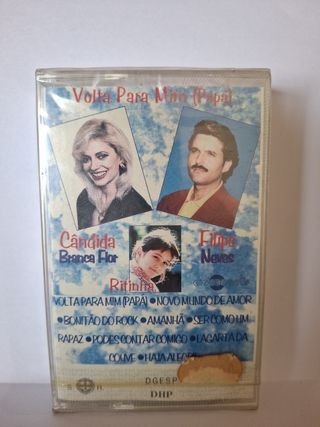 Volta Para Mim (Papá)
Cândida
Branca Flor
Filipe
Neves
Ritinha
VOLTA PARA MIM (PAPÁ) • NOVO MUNDO DE AMOR
• BONITÃO DO ROCK • AMANHÃ • SER COMO UM
RAPAZ • PODES CONTAR COMIGO • LAGARTA DA
COUVE • HAJA ALEGRI
DGESP
DHP